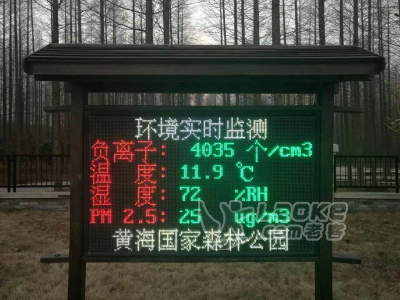 环境实时监测
负离子: 4035 个/cm3
温 度: 11.9 ℃
湿 度: 72 %RH
PM 2.5: 25 ug/m3
黄海国家森林公园